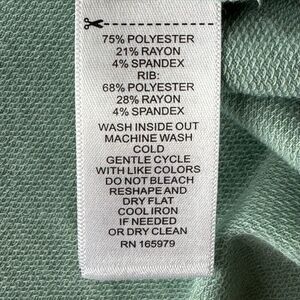 75% POLYESTER
21% RAYON
4% SPANDEX
RIB:
68% POLYESTER
28% RAYON
4% SPANDEX
WASH INSIDE OUT
MACHINE WASH
COLD
GENTLE CYCLE
WITH LIKE COLORS
DO NOT BLEACH
RESHAPE AND
DRY FLAT
COOL IRON
IF NEEDED
OR DRY CLEAN
RN 165979